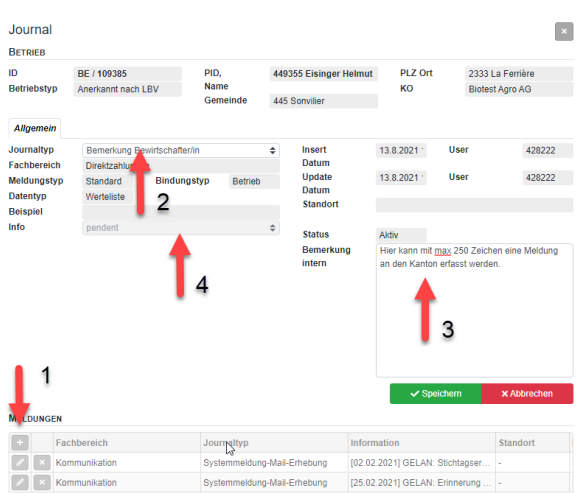 Journal
×
BETRIEB
ID BE / 109385 PID, Name 449355 Eisinger Helmut PLZ Ort 2333 La Ferrière
Betriebstyp Anerkannt nach LBV KO Biotest Agro AG
Gemeinde 445 Sonvilier
Allgemein
Journaltyp Bemerkung Bewirtschafter/in Insert Datum 13.8.2021 User 428222
Fachbereich
Meldungstyp Standard Bindungstyp Betrieb Update Datum 13.8.2021 User 428222
Datentyp Werteliste
2
Standort
Beispiel
Info pendent Status Aktiv
Bemerkung intern Hier kann mit max 250 Zeichen eine Meldung
an den Kanton erfasst werden.
4
3
1
Speichern × Abbrechen
MELDUNGEN
+ Fachbereich Journaltyp Information Standort
× Kommunikation Systemmeldung-Mail-Erhebung [02.02.2021] GELAN: Stichtagser... -
× Kommunikation Systemmeldung-Mail-Erhebung [25.02.2021] GELAN: Erinnerung ... -